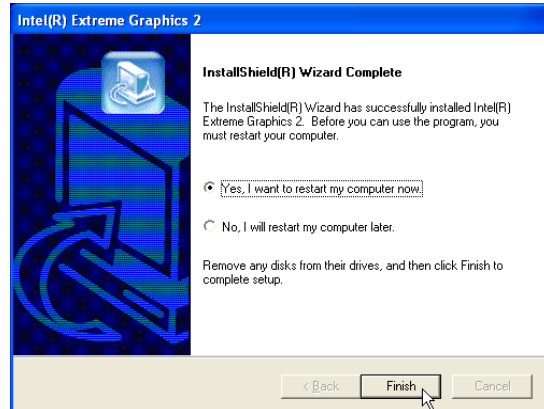 Intel(R) Extreme Graphics 2
InstallShield(R) Wizard Complete
The InstallShield(R) Wizard has successfully installed Intel(R)
Extreme Graphics 2. Before you can use the program, you
must restart your computer.
Yes, I want to restart my computer now.
No, I will restart my computer later.
Remove any disks from their drives, and then click Finish to
complete setup.
< Back Finish Cancel